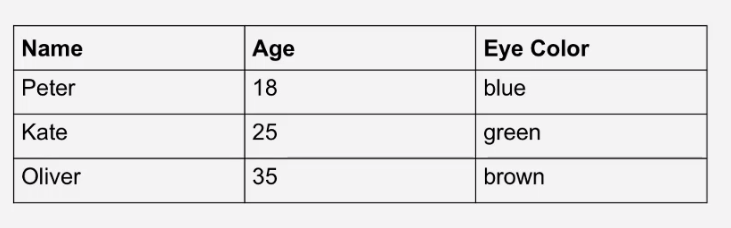 Name Age Eye Color
Peter 18 blue
Kate 25 green
Oliver 35 brown